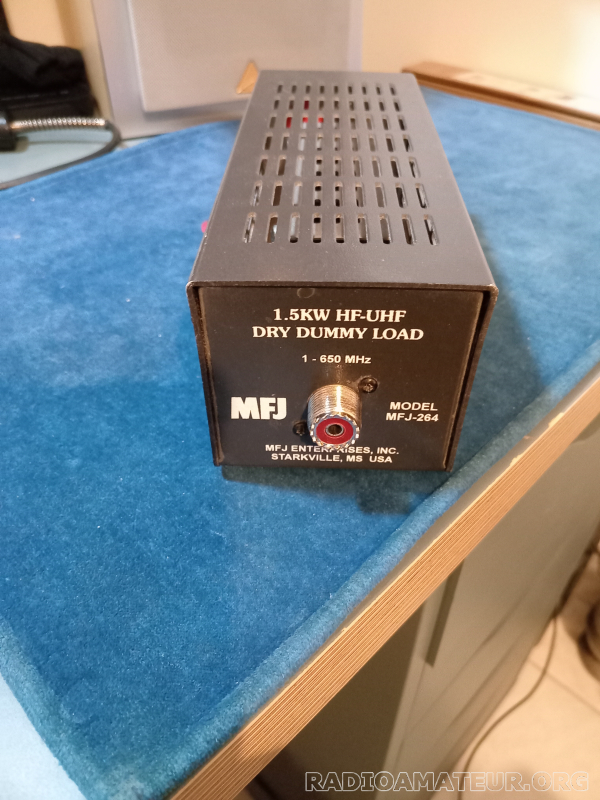 1.5KW HF-UHF
DRY DUMMY LOAD
1 - 650 MHz
MFJ
MODEL
MFJ-264
MFJ ENTERPRISES, INC.
STARKVILLE, MS USA
RADIOAMATEUR.ORG